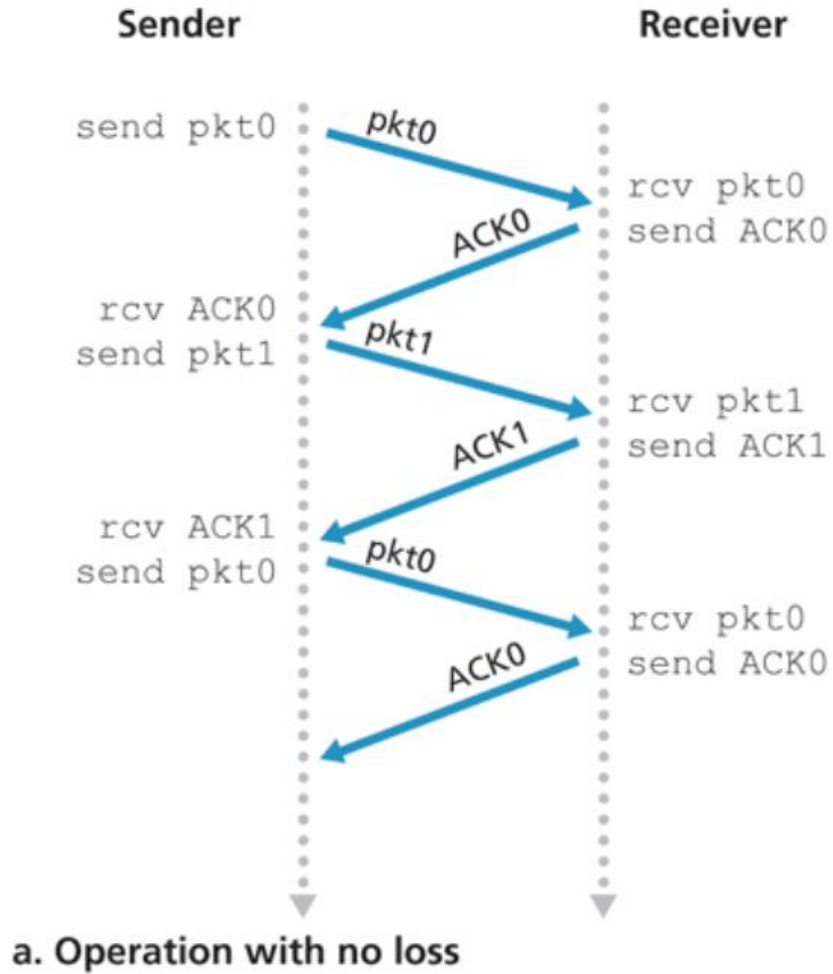 Sender
Receiver
send pkt0
pkt0
rcv pkt0
send ACK0
ACK0
rcv ACK0
send pkt1
pkt1
rcv pkt1
send ACK1
ACK1
rcv ACK1
send pkt0
pkt0
rcv pkt0
send ACK0
ACK0
a. Operation with no loss